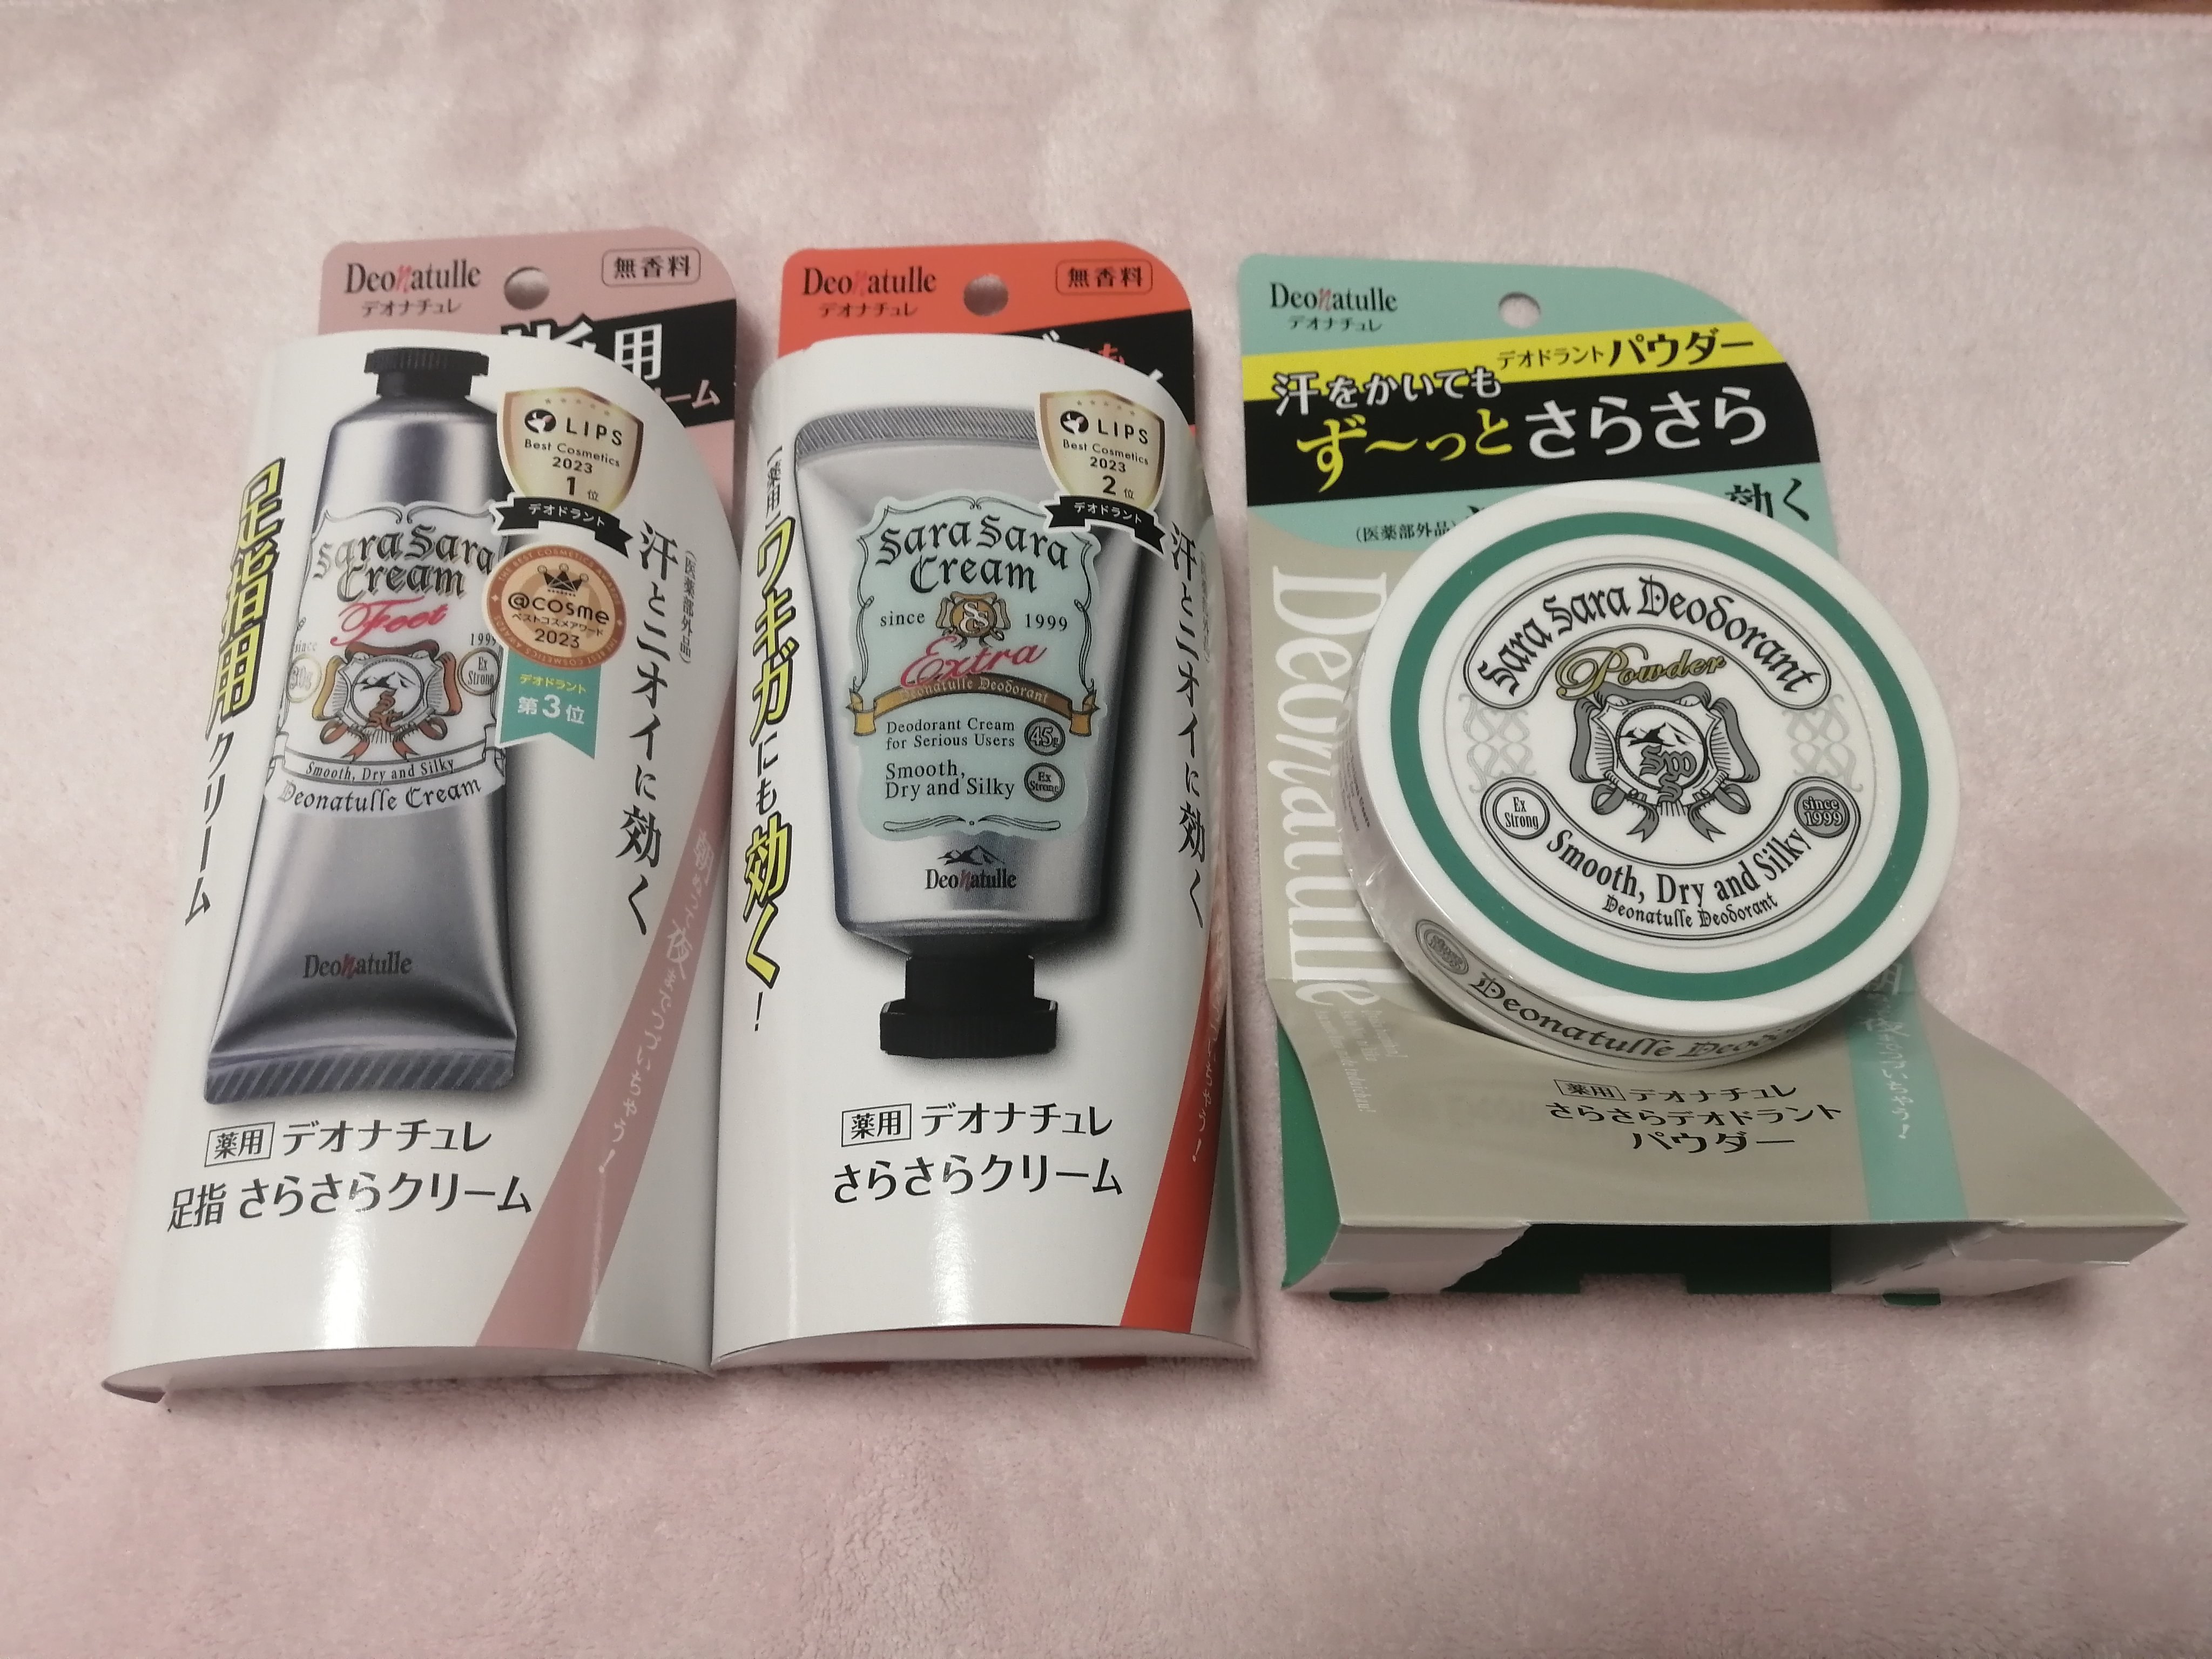 Deonatulle
デオナチュレ
無香料
用
ーム
足指用クリーム
LIPS
Best Cosmetics
2023
1位
デオドラント
@cosme
ベストコスメアワード
2023
デオドラント
第3位
汗とニオイに効く
(医薬部外品)
Sara Sara
Cream
Foot
since
1999
30g
Ex
Strong
Smooth, Dry and Silky
Deonatulle Cream
Deonatulle
薬用 デオナチュレ
足指 さらさらクリーム
Deonatulle
デオナチュレ
無香料
(薬用)ワキガにも効く!
LIPS
Best Cosmetics
2023
2位
デオドラント
汗とニオイに効く
Sara Sara
Cream
since 1999
Extra
Deonatulle Deodorant
Deodorant Cream
for Serious Users
45g
Smooth,
Dry and Silky
Ex
Strong
Deonatulle
薬用 デオナチュレ
さらさらクリーム
Deonatulle
デオナチュレ
デオドラントパウダー
汗をかいても
ず〜っとさらさら
(医薬部外品)
効く
Deonatulle
Sara Sara Deodorant
Powder
Ex
Strong
since
1999
Smooth, Dry and Silky
Deonatulle Deodorant
Deonatulle
薬用 デオナチュレ
さらさらデオドラント
パウダー